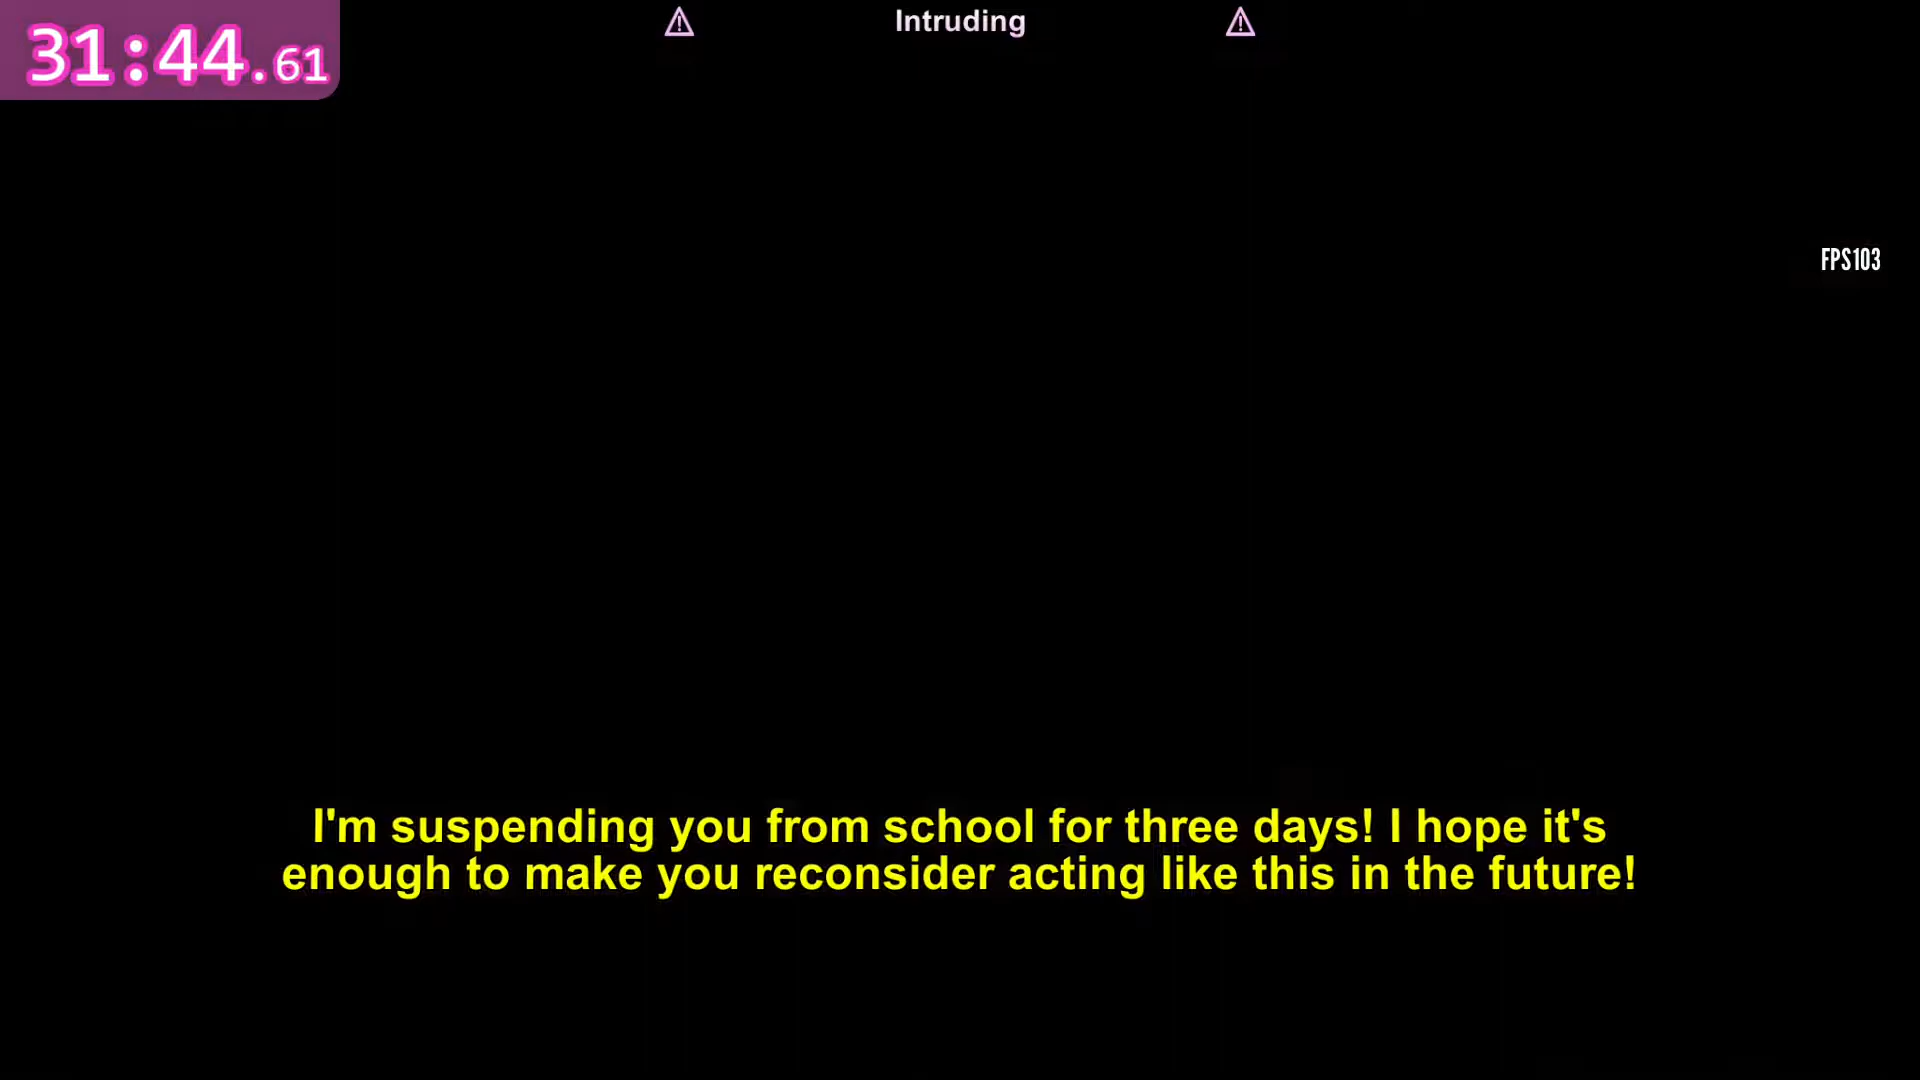 31:44.61
Intruding
FPS103
I'm suspending you from school for three days! I hope it's
enough to make you reconsider acting like this in the future!